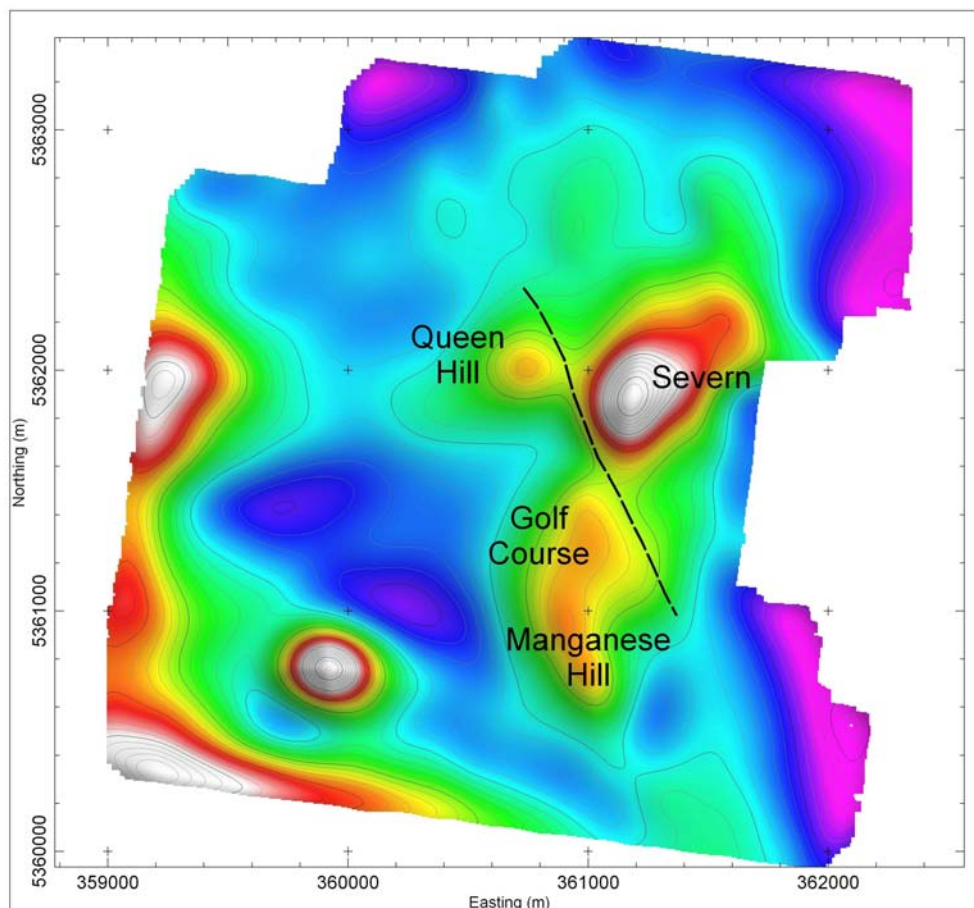 5363000
Queen
Hill
5362000
Severn
Northing (m)
Golf
Course
5361000
Manganese
Hill
5360000
359000
360000
361000
362000
Easting (m)